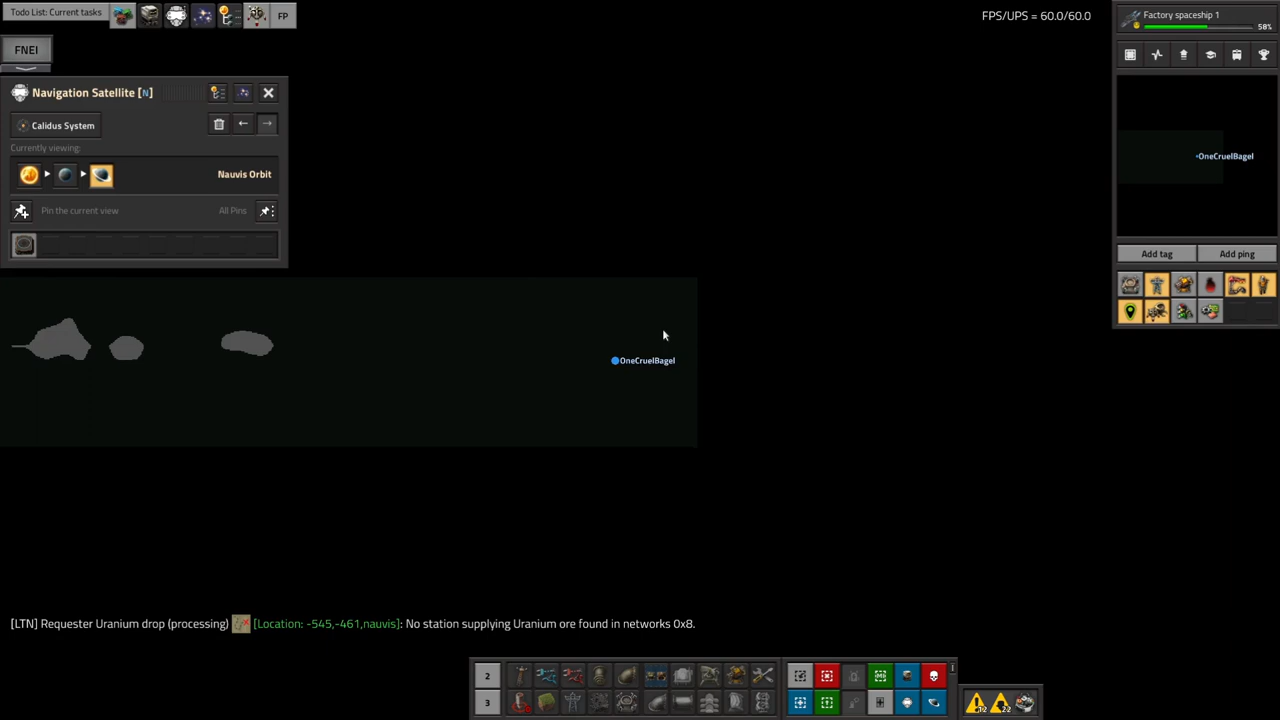 Todo List: Current tasks
FP
FPS/UPS = 60.0/60.0
Factory spaceship 1
58%
FNEI
Navigation Satellite [N]
Calidus System
Currently viewing:
Nauvis Orbit
Pin the current view
All Pins
OneCruelBagel
Add tag
Add ping
OneCruelBagel
[LTN] Requester Uranium drop (processing) [Location: -545,-461,nauvis]: No station supplying Uranium ore found in networks 0x8.
2
3
12
22